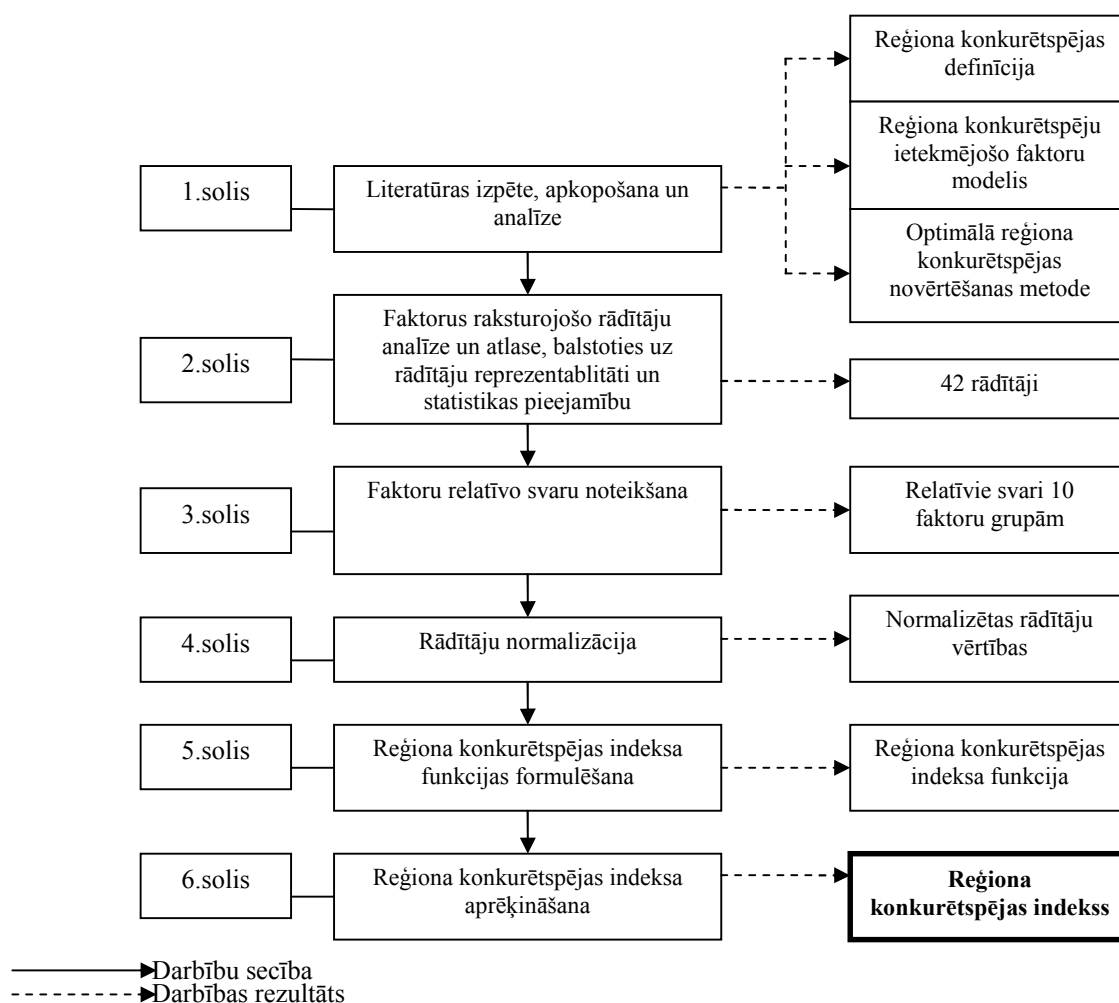 1.solis
Literatūras izpēte, apkopošana un
analīze
Reģiona konkurētspējas
definīcija
Reģiona konkurētspēju
ietekmējošo faktoru
modelis
Optimālā reģiona
konkurētspējas
novērtēšanas metode
2.solis
Faktorus raksturojošo rādītāju
analīze un atlase, balstoties uz
rādītāju reprezentablitāti un
statistikas pieejamību
42 rādītāji
3.solis
Faktoru relatīvo svaru noteikšana
Relatīvie svari 10
faktoru grupām
4.solis
Rādītāju normalizācija
Normalizētas rādītāju
vērtības
5.solis
Reģiona konkurētspējas indeksa
funkcijas formulēšana
Reģiona konkurētspējas
indeksa funkcija
6.solis
Reģiona konkurētspējas indeksa
aprēķināšana
Reģiona
konkurētspējas indekss
Darbību secība
Darbības rezultāts